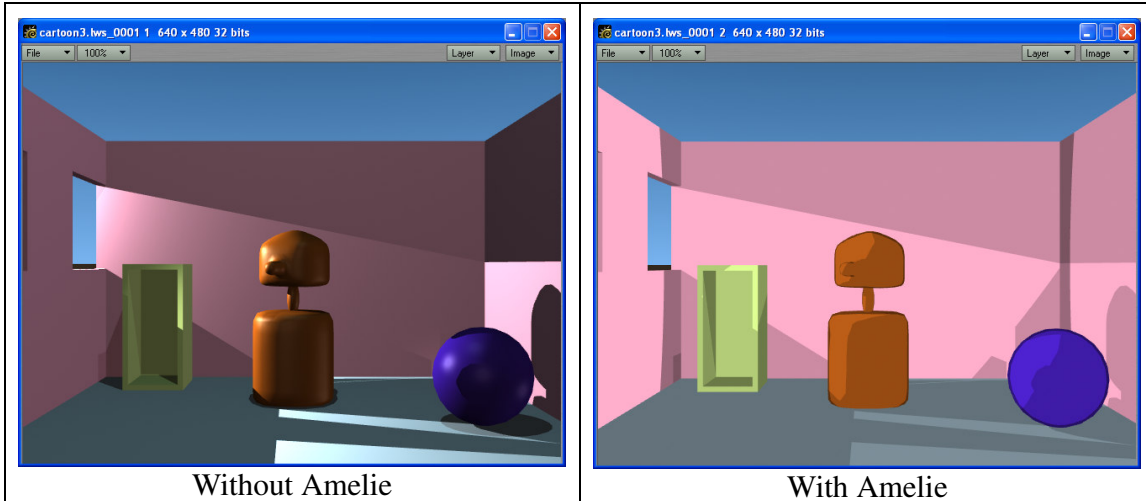 cartoon3.lws_0001 1 640 x 480 32 bits
File 100% Layer Image
Without Amelie
cartoon3.lws_0001 2 640 x 480 32 bits
File 100% Layer Image
With Amelie